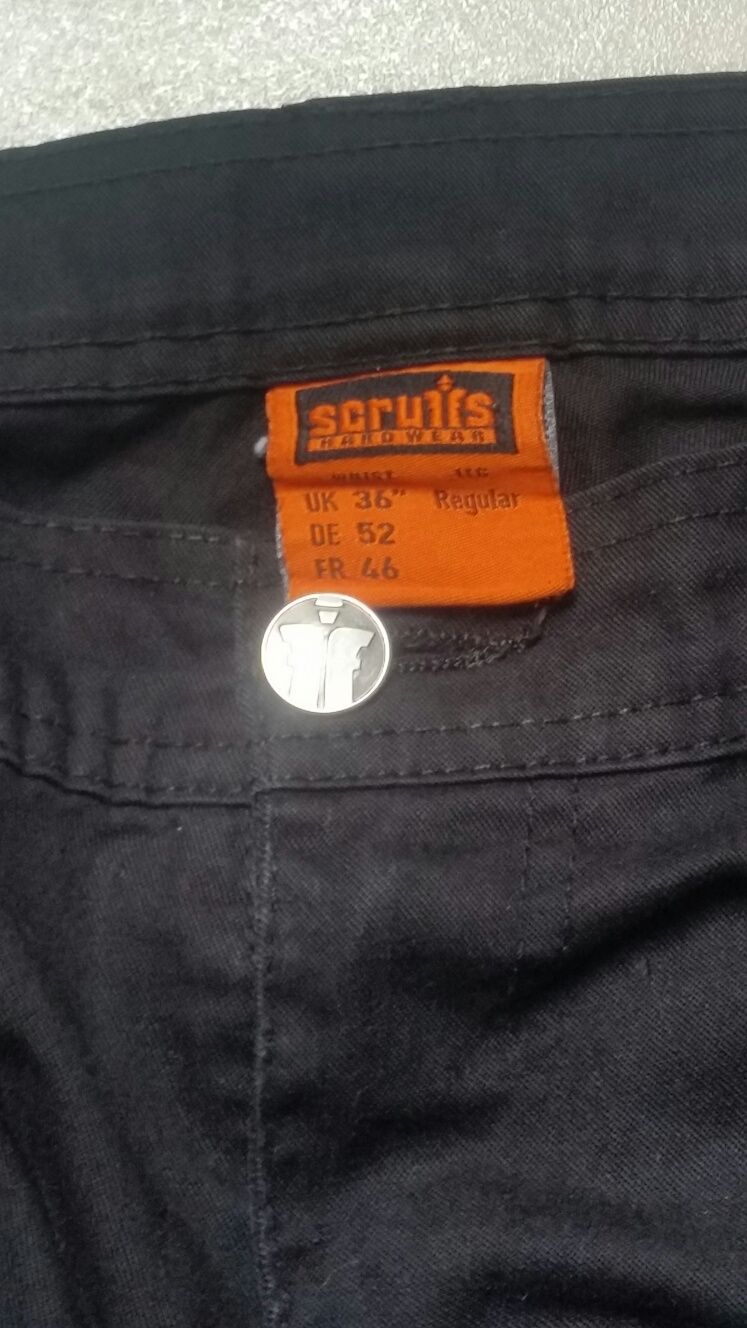 scruffs
HARDWEAR
WAIST LEG
UK 36" Regular
DE 52
FR 46